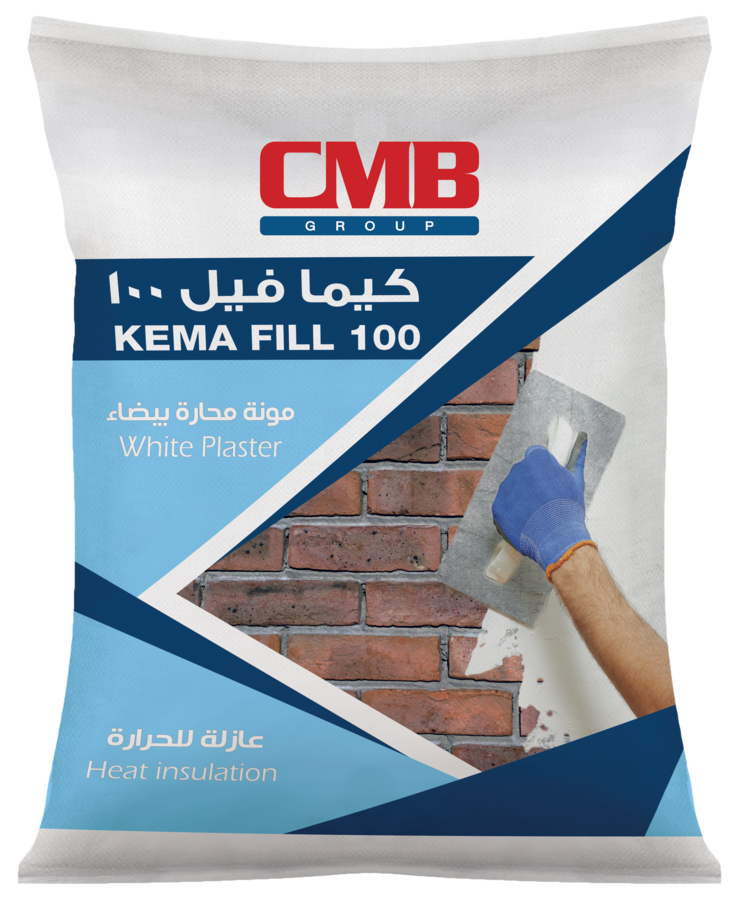 CMB
GROUP
كيما فيل ١٠٠
KEMA FILL 100
مونة محارة بيضاء
White Plaster
عازلة للحرارة
Heat insulation